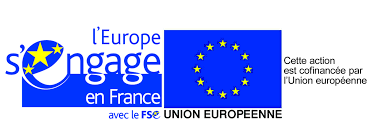 l'Europe
s'engage
en France
avec le FSe
UNION EUROPEENNE
Cette action
est cofinancée par
l'Union européenne